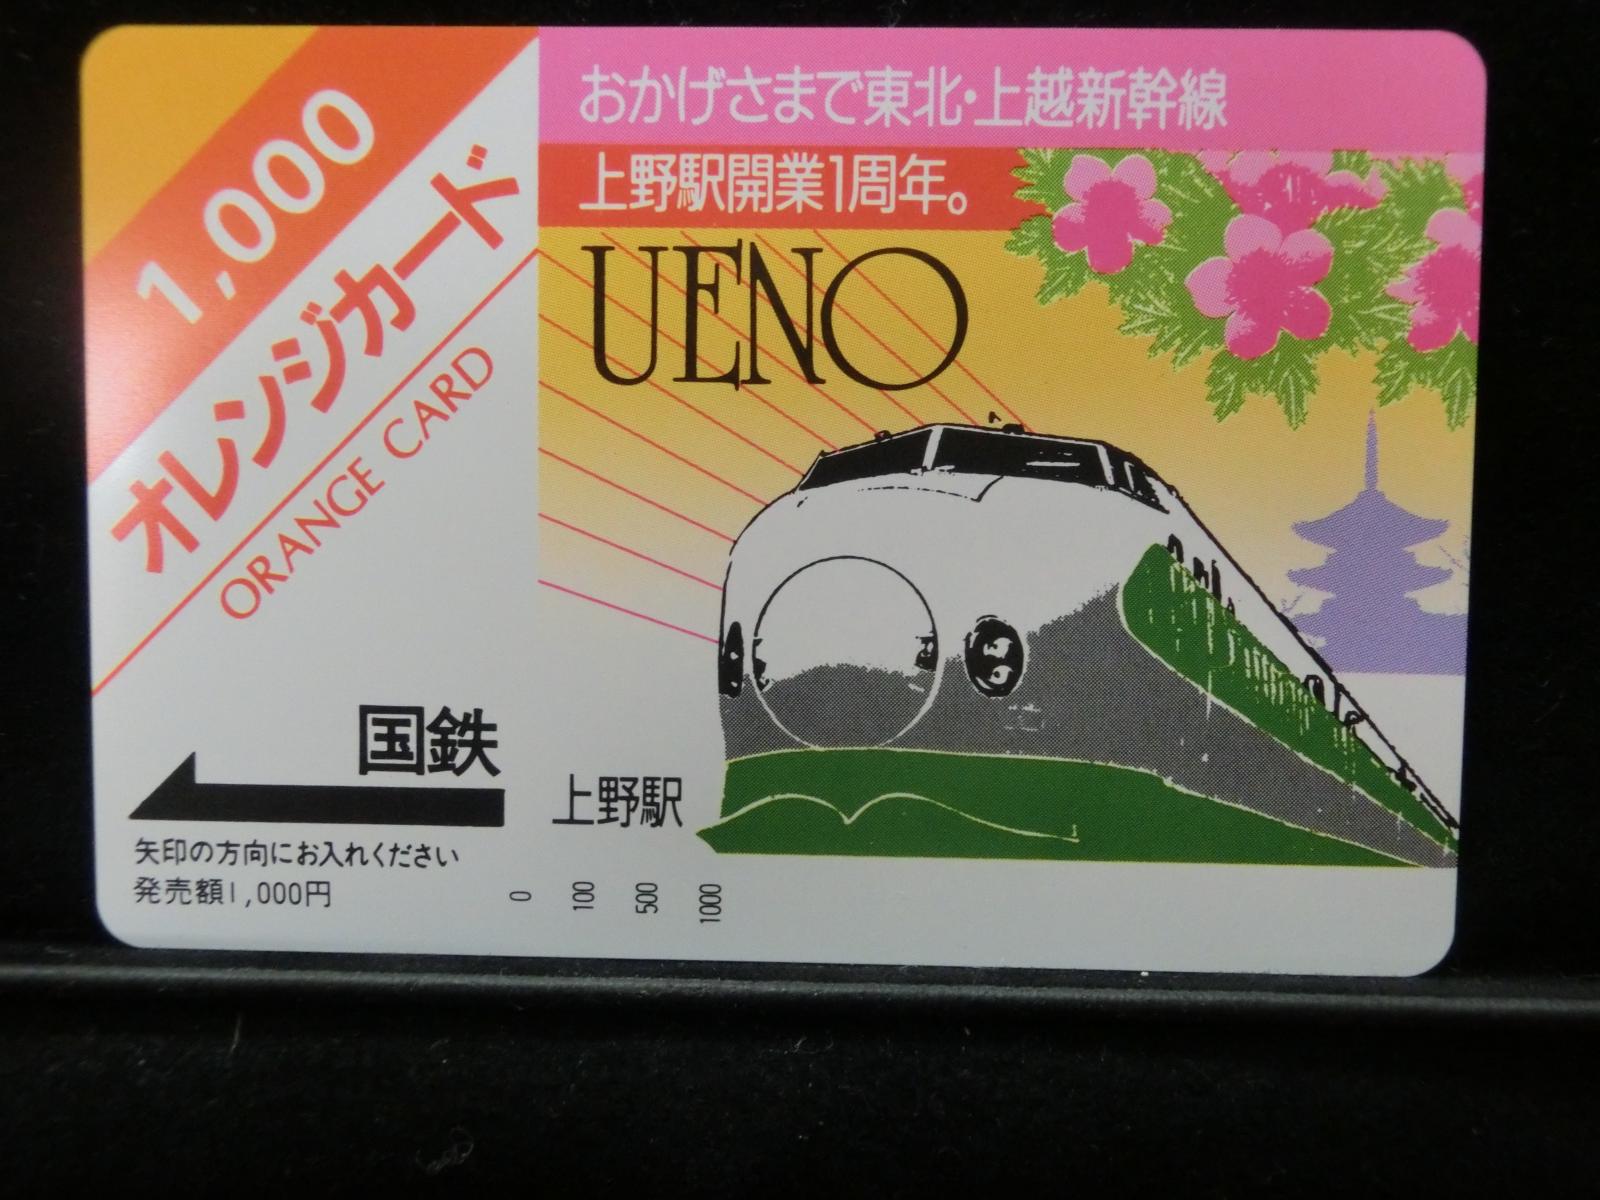 1,000
オレンジカード
ORANGE CARD
おかげさまで東北・上越新幹線
上野駅開業1周年。
UENO
国鉄
上野駅
矢印の方向にお入れください
発売額1,000円
0 100 500 1000